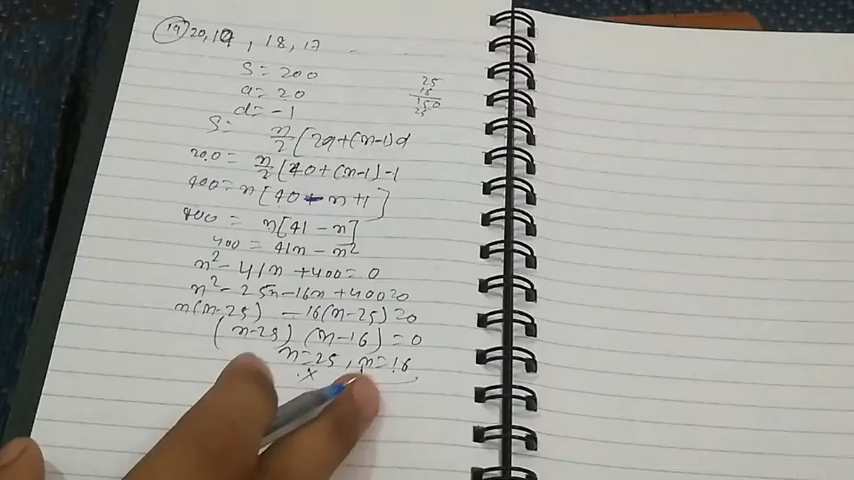 (19) 20, 19, 18, 17
S = 200
a = 20
d = -1
S = n/2 [2a + (n-1)d
200 = n/2 [40 + (n-1) -1
400 = n [40 - n + 1]
400 = n[41 - n]
400 = 41n - n²
n² - 41n + 400 = 0
n² - 25n - 16n + 400 = 0
n(n-25) - 16(n-25) = 0
(n-25) (n-16) = 0
n = 25, n = 16
x
25
16
150
25